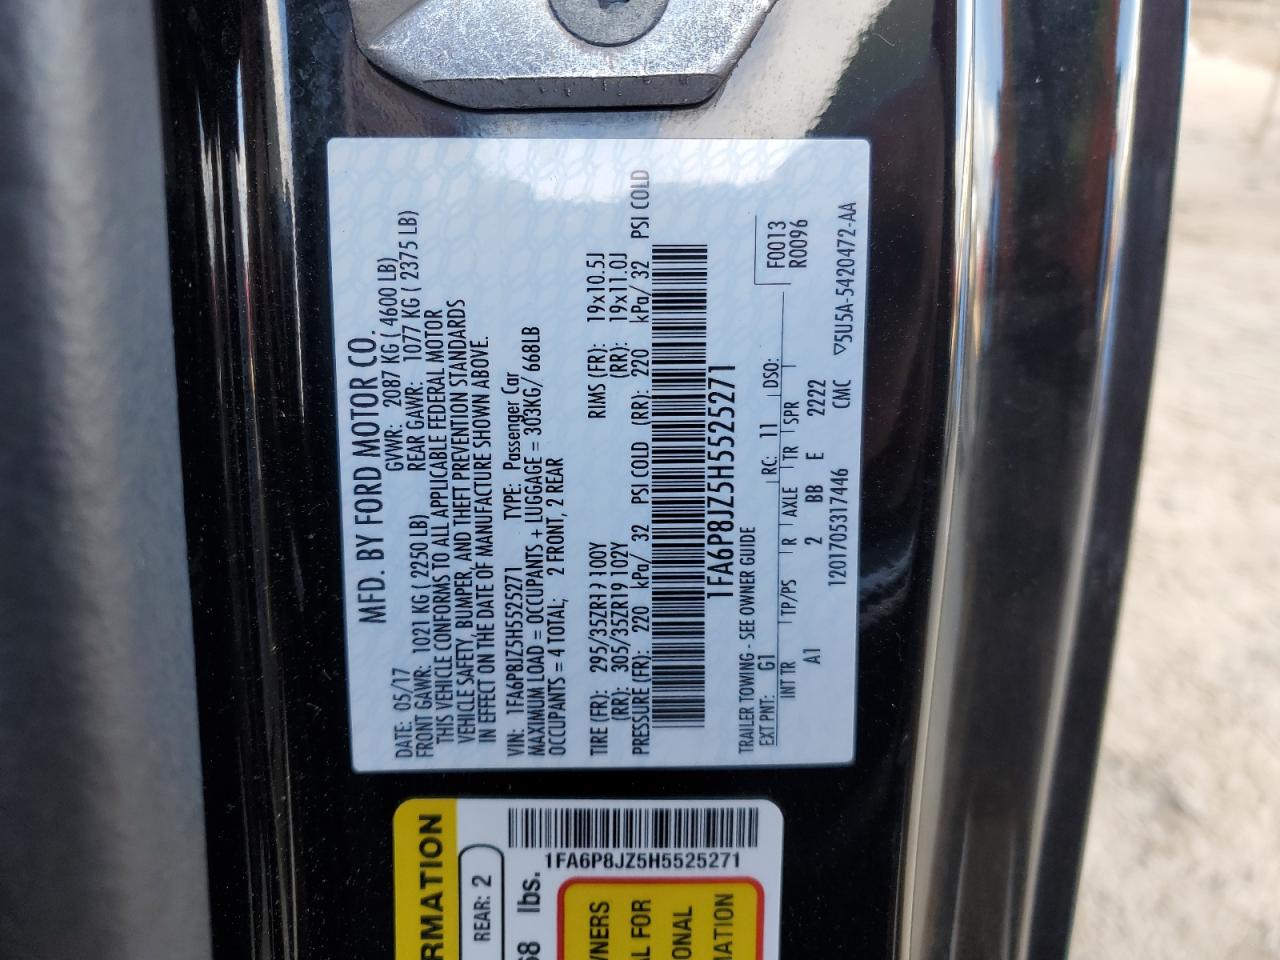 MFD. BY FORD MOTOR CO.
DATE: 05/17 GVWR: 2087 KG ( 4600 LB)
FRONT GAWR: 1021 KG ( 2250 LB) REAR GAWR: 1077 KG ( 2375 LB)
THIS VEHICLE CONFORMS TO ALL APPLICABLE FEDERAL MOTOR
VEHICLE SAFETY, BUMPER, AND THEFT PREVENTION STANDARDS
IN EFFECT ON THE DATE OF MANUFACTURE SHOWN ABOVE.
VIN: 1FA6P8JZ5H5525271 TYPE: Passenger Car
MAXIMUM LOAD = OCCUPANTS + LUGGAGE = 303KG/ 668LB
OCCUPANTS = 4 TOTAL; 2 FRONT, 2 REAR
TIRE (FR): 295/35ZR19 100Y RIMS (FR): 19x10.5J
(RR): 305/35ZR19 102Y (RR): 19x11.0J
PRESSURE (FR): 220 kPa/ 32 PSI COLD (RR): 220 kPa/ 32 PSI COLD
1FA6P8JZ5H5525271
TRAILER TOWING - SEE OWNER GUIDE
F0013
R0096
EXT PNT: G1 RC: 11 DSO:
INT TR TP/PS R AXLE TR SPR
A1 2 BB E 2222
1201705317446 CMC ▽5U5A-5420472-AA
RMATION
REAR: 2
68 lbs.
1FA6P8JZ5H5525271
WNERS
AL FOR
ONAL
MATION